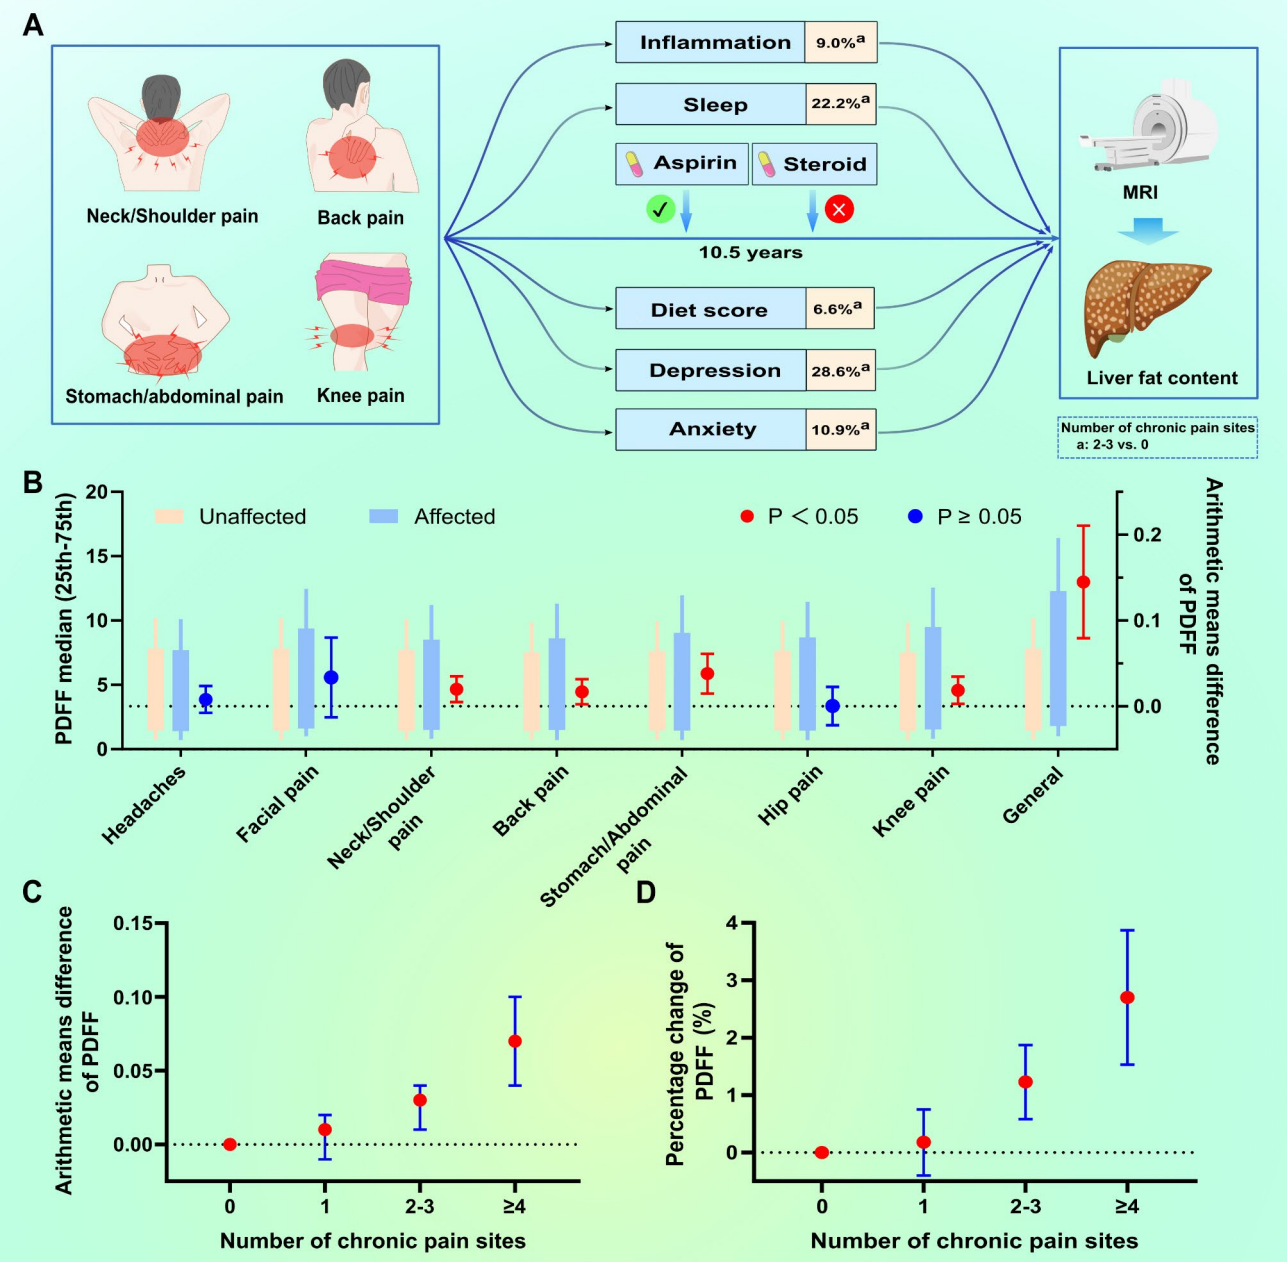 A
Neck/Shoulder pain
Back pain
Stomach/abdominal pain
Knee pain
Inflammation 9.0%a
Sleep 22.2%a
Aspirin
Steroid
10.5 years
Diet score 6.6%a
Depression 28.6%a
Anxiety 10.9%a
MRI
Liver fat content
Number of chronic pain sites
a: 2-3 vs. 0
B
PDFF median (25th-75th)
20
15
10
5
0
Unaffected
Affected
P < 0.05
P ≥ 0.05
0.2
0.1
0.0
Arithmetic means difference
of PDFF
Headaches
Facial pain
Neck/Shoulder
pain
Back pain
Stomach/Abdominal
pain
Hip pain
Knee pain
General
C
Arithmetic means difference
of PDFF
0.15
0.10
0.05
0.00
0
1
2-3
≥4
Number of chronic pain sites
D
Percentage change of
PDFF (%)
4
3
2
1
0
0
1
2-3
≥4
Number of chronic pain sites